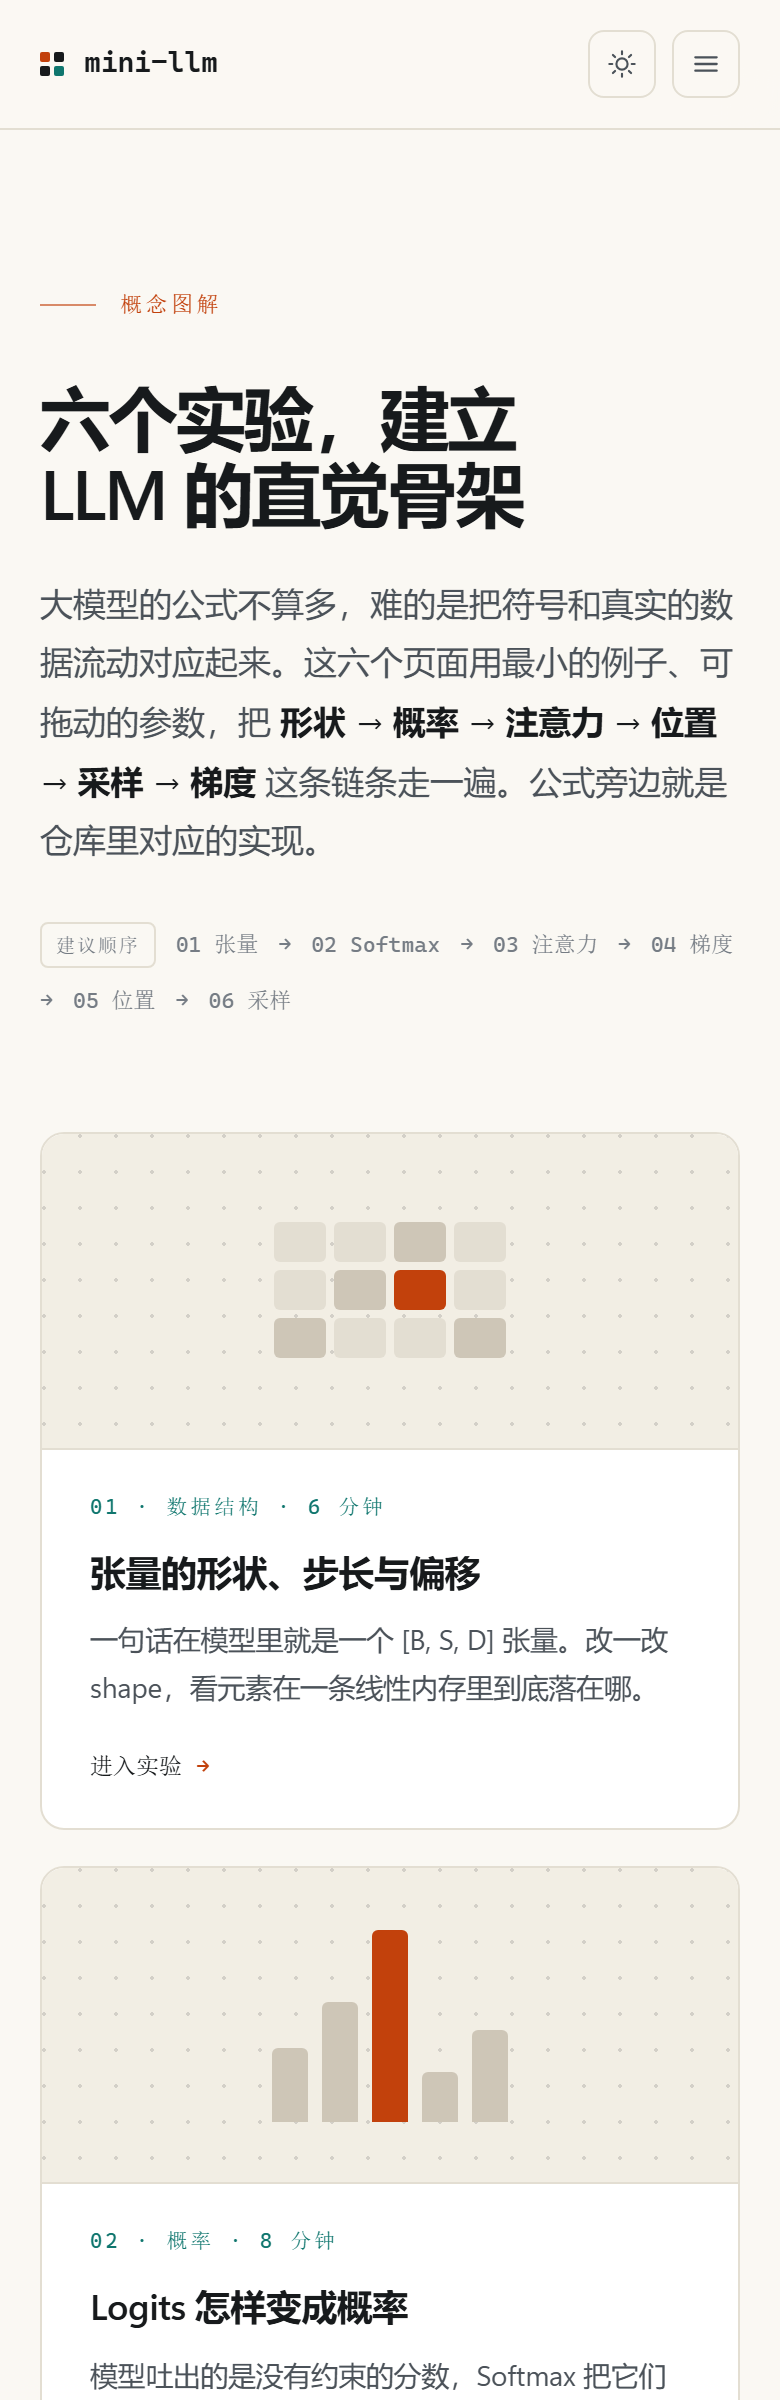 mini-llm
概念图解
六个实验，建立
LLM 的直觉骨架
大模型的公式不算多，难的是把符号和真实的数
据流动对应起来。这六个页面用最小的例子、可
拖动的参数，把 形状 → 概率 → 注意力 → 位置
→ 采样 → 梯度 这条链条走一遍。公式旁边就是
仓库里对应的实现。
建议顺序 01 张量 → 02 Softmax → 03 注意力 → 04 梯度
→ 05 位置 → 06 采样
01 · 数据结构 · 6 分钟
张量的形状、步长与偏移
一句话在模型里就是一个 [B, S, D] 张量。改一改
shape，看元素在一条线性内存里到底落在哪。
进入实验 →
02 · 概率 · 8 分钟
Logits 怎样变成概率
模型吐出的是没有约束的分数，Softmax 把它们